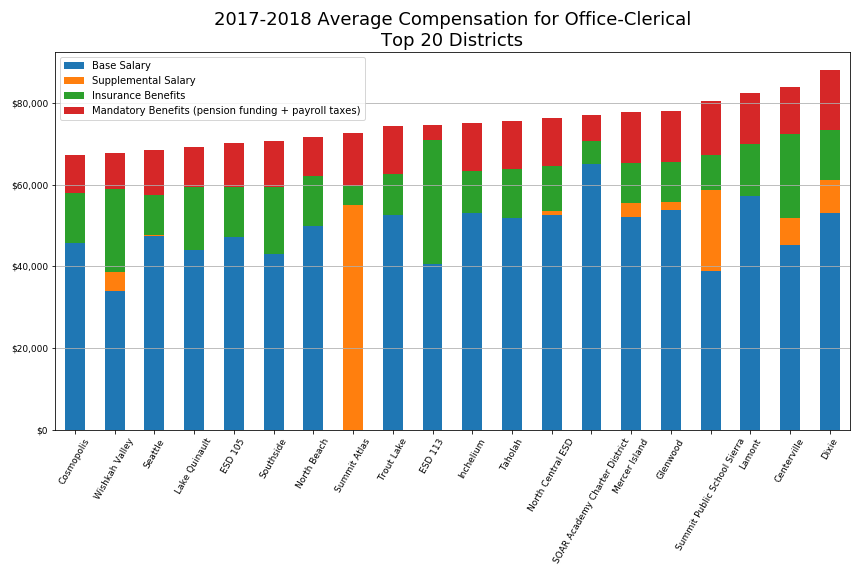 2017-2018 Average Compensation for Office-Clerical
Top 20 Districts
Base Salary
Supplemental Salary
Insurance Benefits
Mandatory Benefits (pension funding + payroll taxes)
$80,000
$60,000
$40,000
$20,000
$0
Cosmopolis
Wishkah Valley
Seattle
Lake Quinault
ESD 105
Southside
North Beach
Summit Atlas
Trout Lake
ESD 113
Inchelium
Taholah
North Central ESD
SOAR Academy Charter District
Mercer Island
Glenwood
Summit Public School Sierra
Lamont
Centerville
Dixie